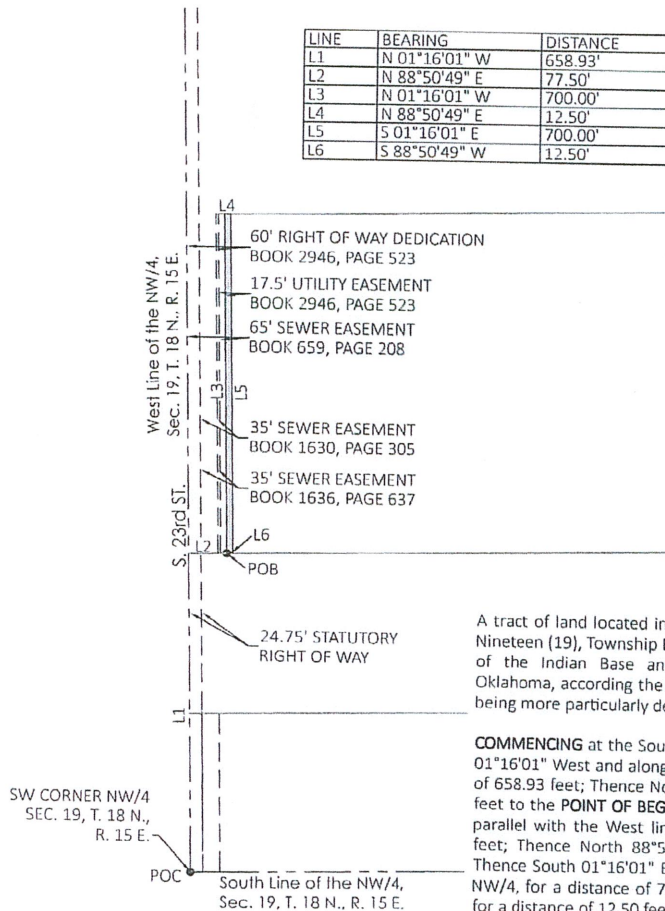 LINE BEARING DISTANCE
L1 N 01°16'01" W 658.93'
L2 N 88°50'49" E 77.50'
L3 N 01°16'01" W 700.00'
L4 N 88°50'49" E 12.50'
L5 S 01°16'01" E 700.00'
L6 S 88°50'49" W 12.50'
L4
60' RIGHT OF WAY DEDICATION
BOOK 2946, PAGE 523
17.5' UTILITY EASEMENT
BOOK 2946, PAGE 523
65' SEWER EASEMENT
BOOK 659, PAGE 208
West Line of the NW/4,
Sec. 19, T. 18 N., R. 15 E.
L3
L5
35' SEWER EASEMENT
BOOK 1630, PAGE 305
35' SEWER EASEMENT
BOOK 1636, PAGE 637
S. 23rd ST.
L2
L6
POB
24.75' STATUTORY
RIGHT OF WAY
L1
SW CORNER NW/4
SEC. 19, T. 18 N.,
R. 15 E.
POC
South Line of the NW/4,
Sec. 19, T. 18 N., R. 15 E.
A tract of land located in
Nineteen (19), Township
of the Indian Base an
Oklahoma, according the
being more particularly de
COMMENCING at the Sou
01°16'01" West and along
of 658.93 feet; Thence No
feet to the POINT OF BEG
parallel with the West lin
feet; Thence North 88°5
Thence South 01°16'01" E
NW/4, for a distance of 7
for a distance of 12.50 fee